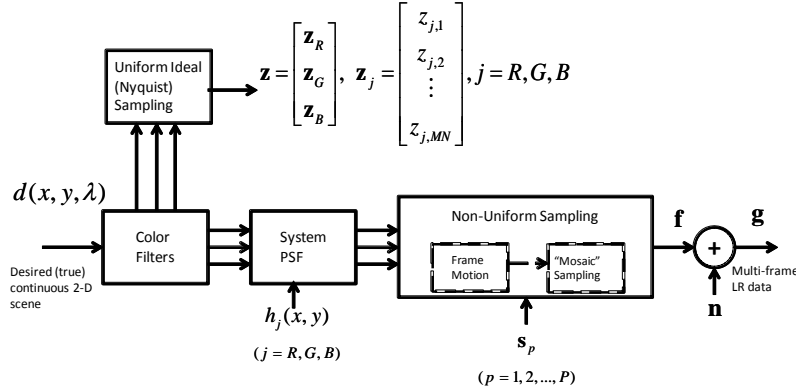 Uniform Ideal
(Nyquist)
Sampling
z = [z_R z_G z_B], z_j = [z_{j,1} z_{j,2} ⋮ z_{j,MN}], j = R, G, B
d(x, y, λ)
Desired (true)
continuous 2-D
scene
Color
Filters
System
PSF
h_j(x, y)
(j = R, G, B)
Non-Uniform Sampling
Frame
Motion
"Mosaic"
Sampling
s_p
(p = 1, 2, ..., P)
f
+
n
g
Multi-frame
LR data